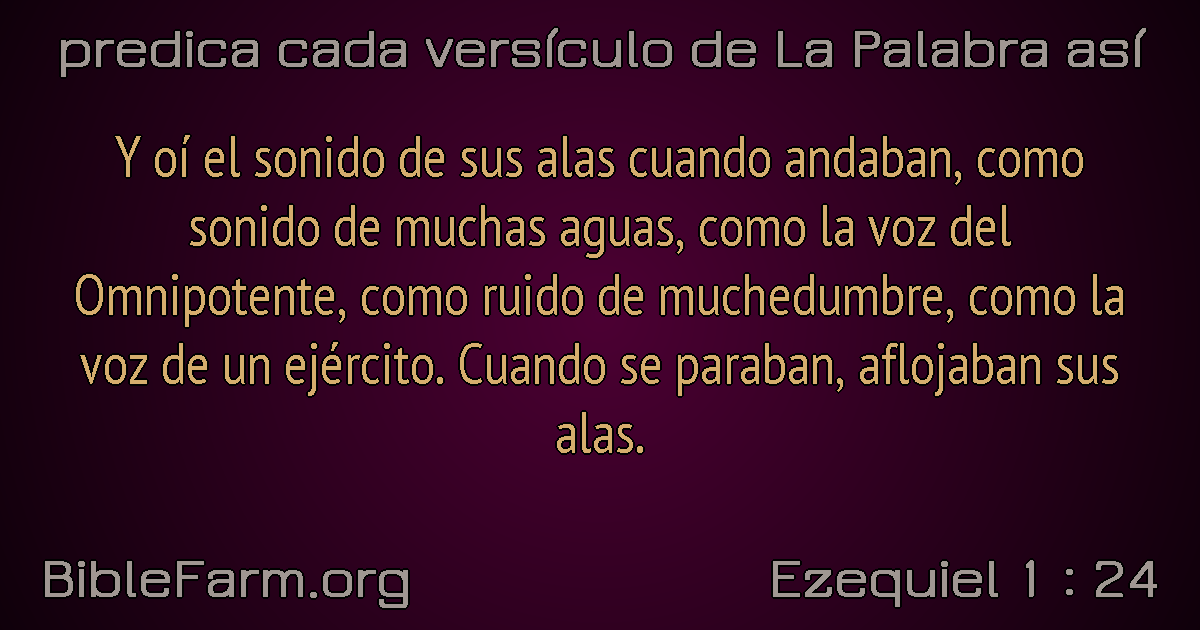 predica cada versículo de La Palabra así
Y oí el sonido de sus alas cuando andaban, como
sonido de muchas aguas, como la voz del
Omnipotente, como ruido de muchedumbre, como la
voz de un ejército. Cuando se paraban, aflojaban sus
alas.
BibleFarm.org
Ezequiel 1 : 24